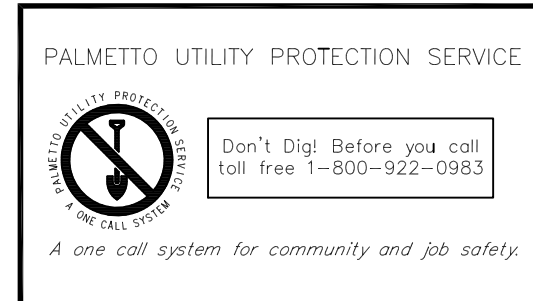 PALMETTO UTILITY PROTECTION SERVICE
PALMETTO UTILITY PROTECTION SERVICE
A ONE CALL SYSTEM
Don't Dig! Before you call
toll free 1-800-922-0983
A one call system for community and job safety.